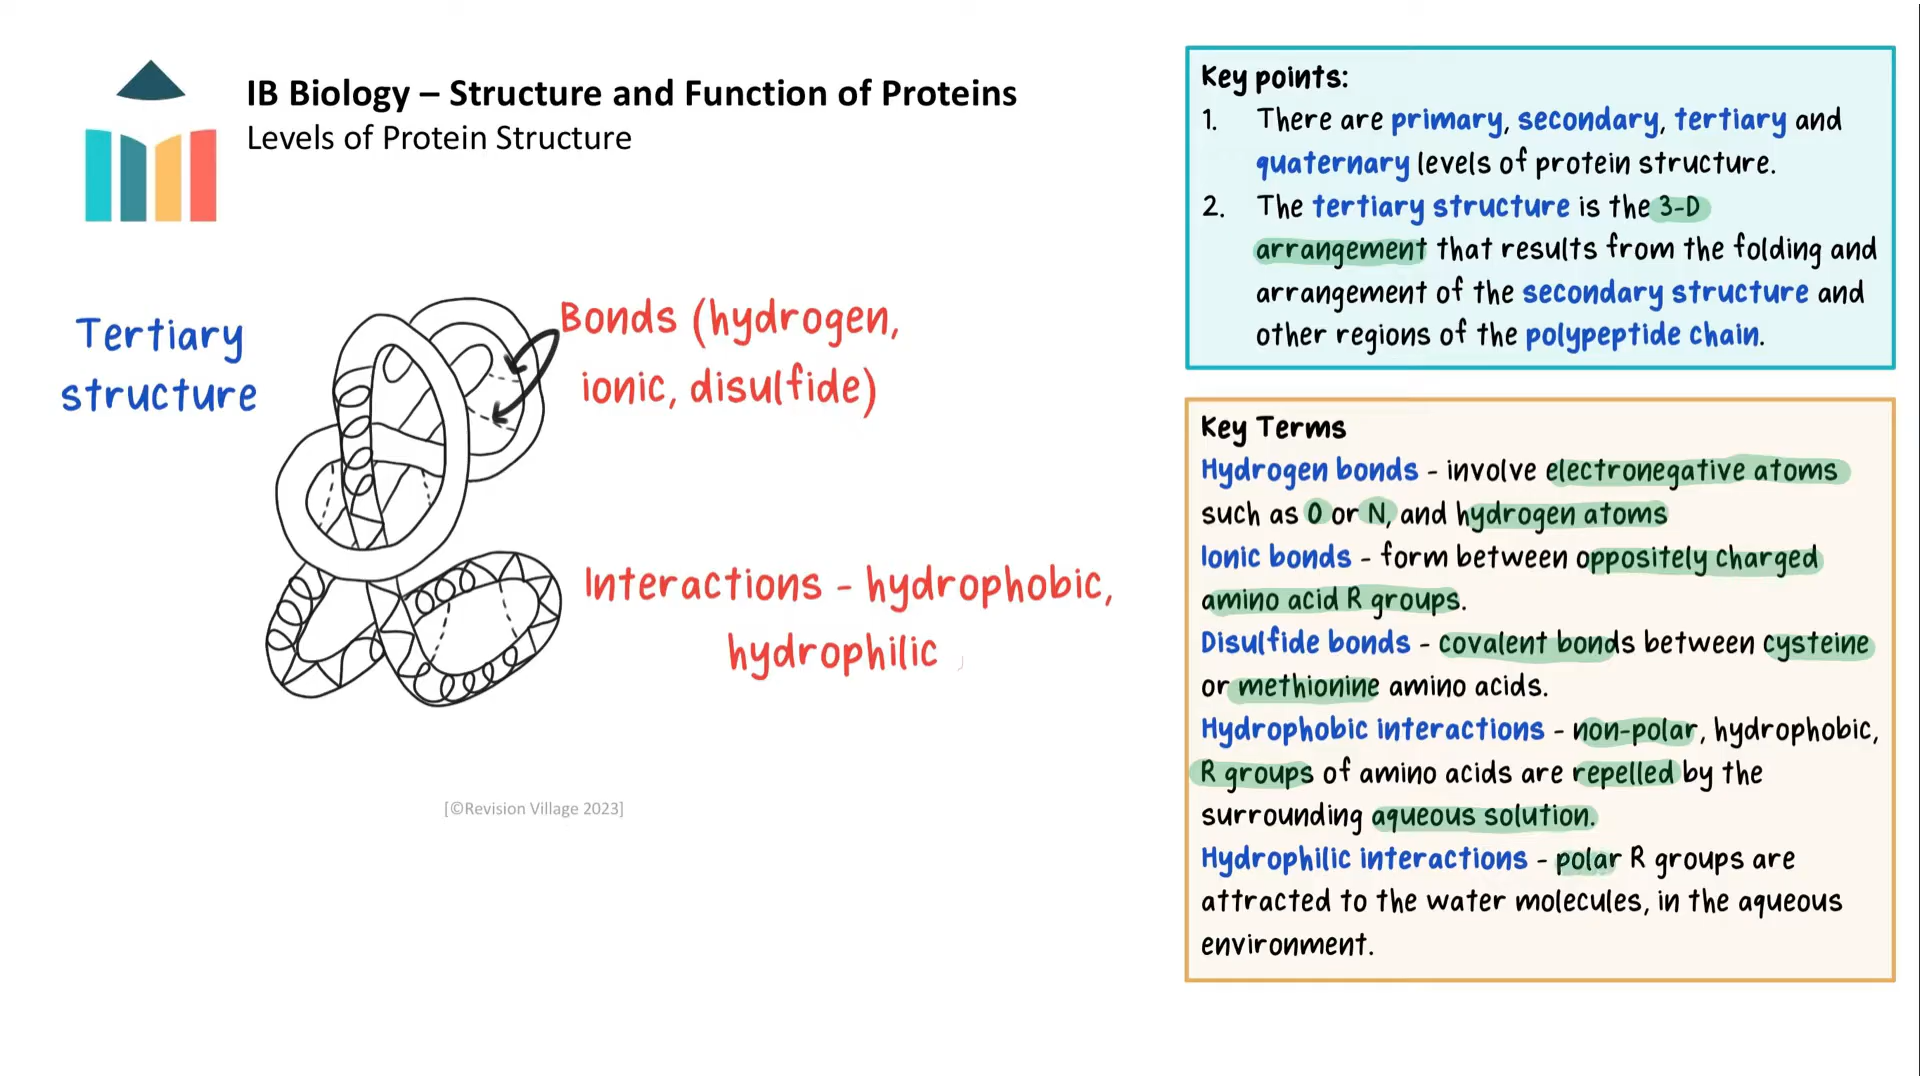 IB Biology – Structure and Function of Proteins
Levels of Protein Structure
Tertiary
structure
Bonds (hydrogen,
ionic, disulfide)
Interactions - hydrophobic,
hydrophilic
[©Revision Village 2023]
Key points:
1. There are primary, secondary, tertiary and
quaternary levels of protein structure.
2. The tertiary structure is the 3-D
arrangement that results from the folding and
arrangement of the secondary structure and
other regions of the polypeptide chain.
Key Terms
Hydrogen bonds - involve electronegative atoms
such as O or N, and hydrogen atoms
Ionic bonds - form between oppositely charged
amino acid R groups.
Disulfide bonds - covalent bonds between cysteine
or methionine amino acids.
Hydrophobic interactions - non-polar, hydrophobic,
R groups of amino acids are repelled by the
surrounding aqueous solution.
Hydrophilic interactions - polar R groups are
attracted to the water molecules, in the aqueous
environment.